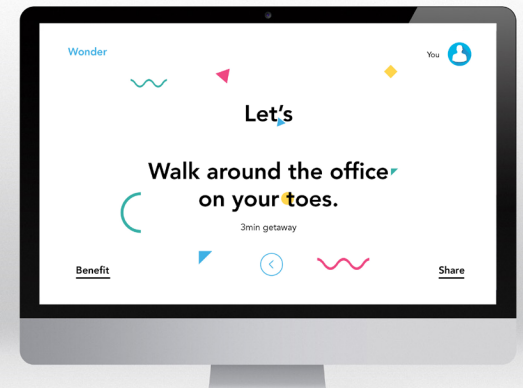 Wonder
You
Let's
Walk around the office
on your toes.
3min getaway
Benefit
Share